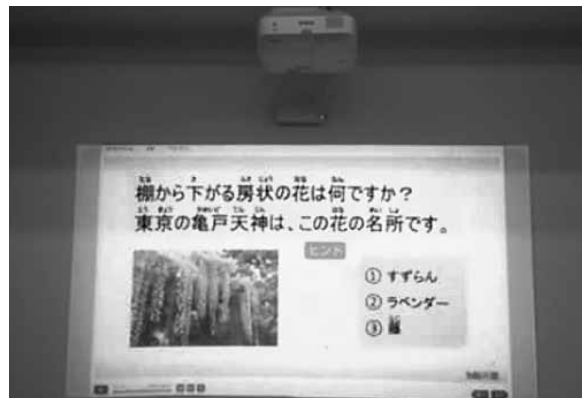 棚から下がる房状の花は何ですか？
東京の亀戸天神は、この花の名所です。
ヒント
① すずらん
② ラベンダー
③